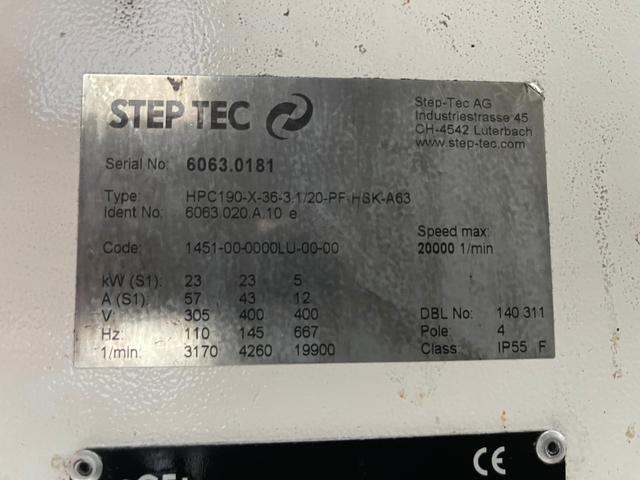 STEP TEC
Step-Tec AG
Industriestrasse 45
CH-4542 Luterbach
www.step-tec.com
Serial No: 6063.0181
Type: HPC190-X-36-3.1/20-PF-HSK-A63
Ident No: 6063.020.A.10 e
Speed max:
Code: 1451-00-0000LU-00-00 20000 1/min
kW (S1): 23 23 5
A (S1): 57 43 12
V: 305 400 400 DBL No: 140 311
Hz: 110 145 667 Pole: 4
1/min: 3170 4260 19900 Class: IP55 F
CE